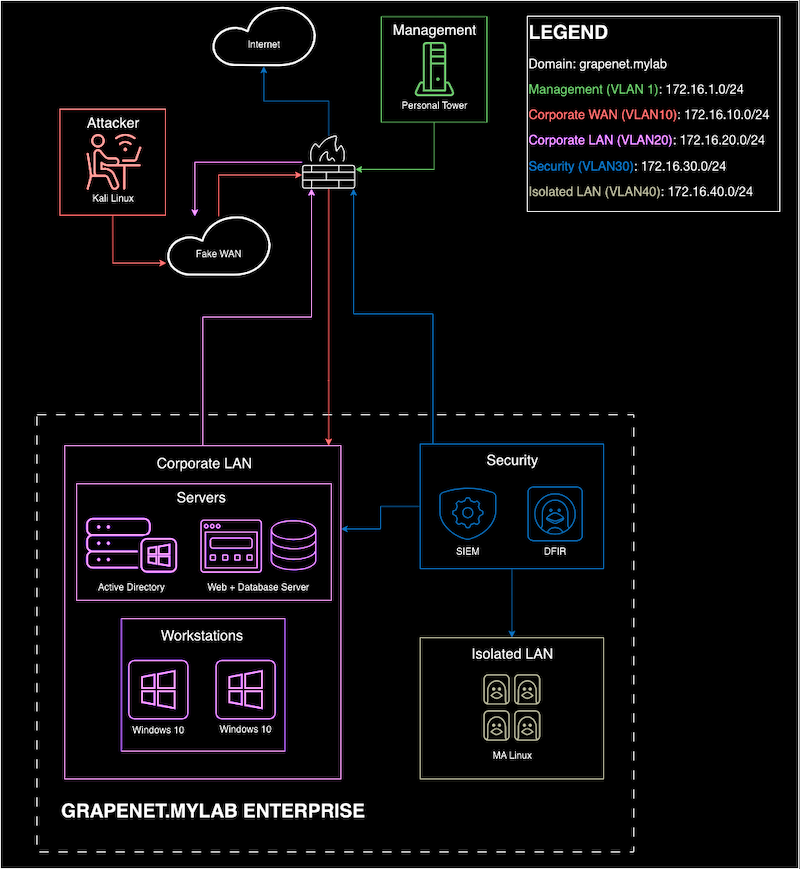 Internet
Management
Personal Tower
LEGEND
Domain: grapenet.mylab
Management (VLAN 1): 172.16.1.0/24
Corporate WAN (VLAN10): 172.16.10.0/24
Corporate LAN (VLAN20): 172.16.20.0/24
Security (VLAN30): 172.16.30.0/24
Isolated LAN (VLAN40): 172.16.40.0/24
Attacker
Kali Linux
Fake WAN
Corporate LAN
Servers
Active Directory
Web + Database Server
Workstations
Windows 10
Windows 10
Security
SIEM
DFIR
Isolated LAN
MA Linux
GRAPENET.MYLAB ENTERPRISE